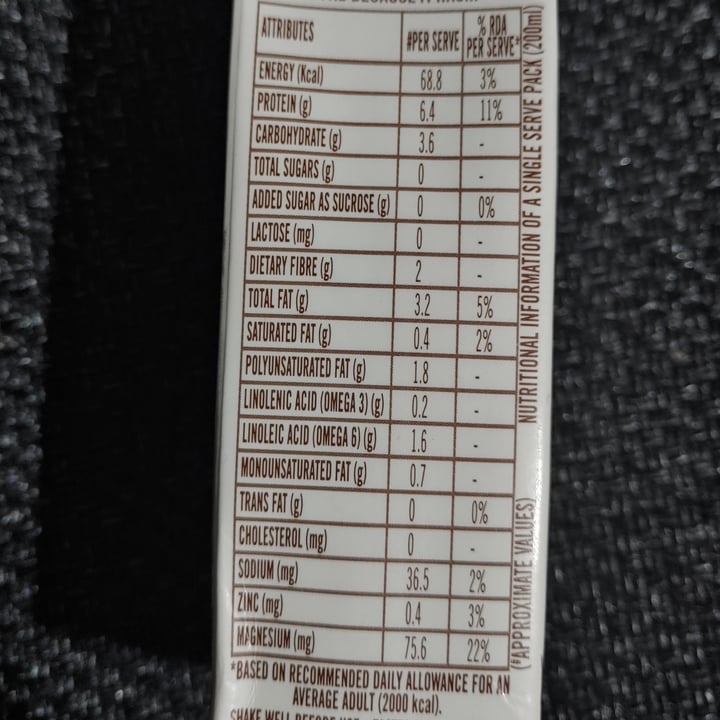 ATTRIBUTES #PER SERVE % RDA PER SERVE*
ENERGY (Kcal) 68.8 3%
PROTEIN (g) 6.4 11%
CARBOHYDRATE (g) 3.6 -
TOTAL SUGARS (g) 0 -
ADDED SUGAR AS SUCROSE (g) 0 0%
LACTOSE (mg) 0 -
DIETARY FIBRE (g) 2 -
TOTAL FAT (g) 3.2 5%
SATURATED FAT (g) 0.4 2%
POLYUNSATURATED FAT (g) 1.8 -
LINOLENIC ACID (OMEGA 3) (g) 0.2 -
LINOLEIC ACID (OMEGA 6) (g) 1.6 -
MONOUNSATURATED FAT (g) 0.7 -
TRANS FAT (g) 0 0%
CHOLESTEROL (mg) 0 -
SODIUM (mg) 36.5 2%
ZINC (mg) 0.4 3%
MAGNESIUM (mg) 75.6 22%
*BASED ON RECOMMENDED DAILY ALLOWANCE FOR AN
AVERAGE ADULT (2000 kcal).
NUTRITIONAL INFORMATION OF A SINGLE SERVE PACK (200ml)
(#APPROXIMATE VALUES)